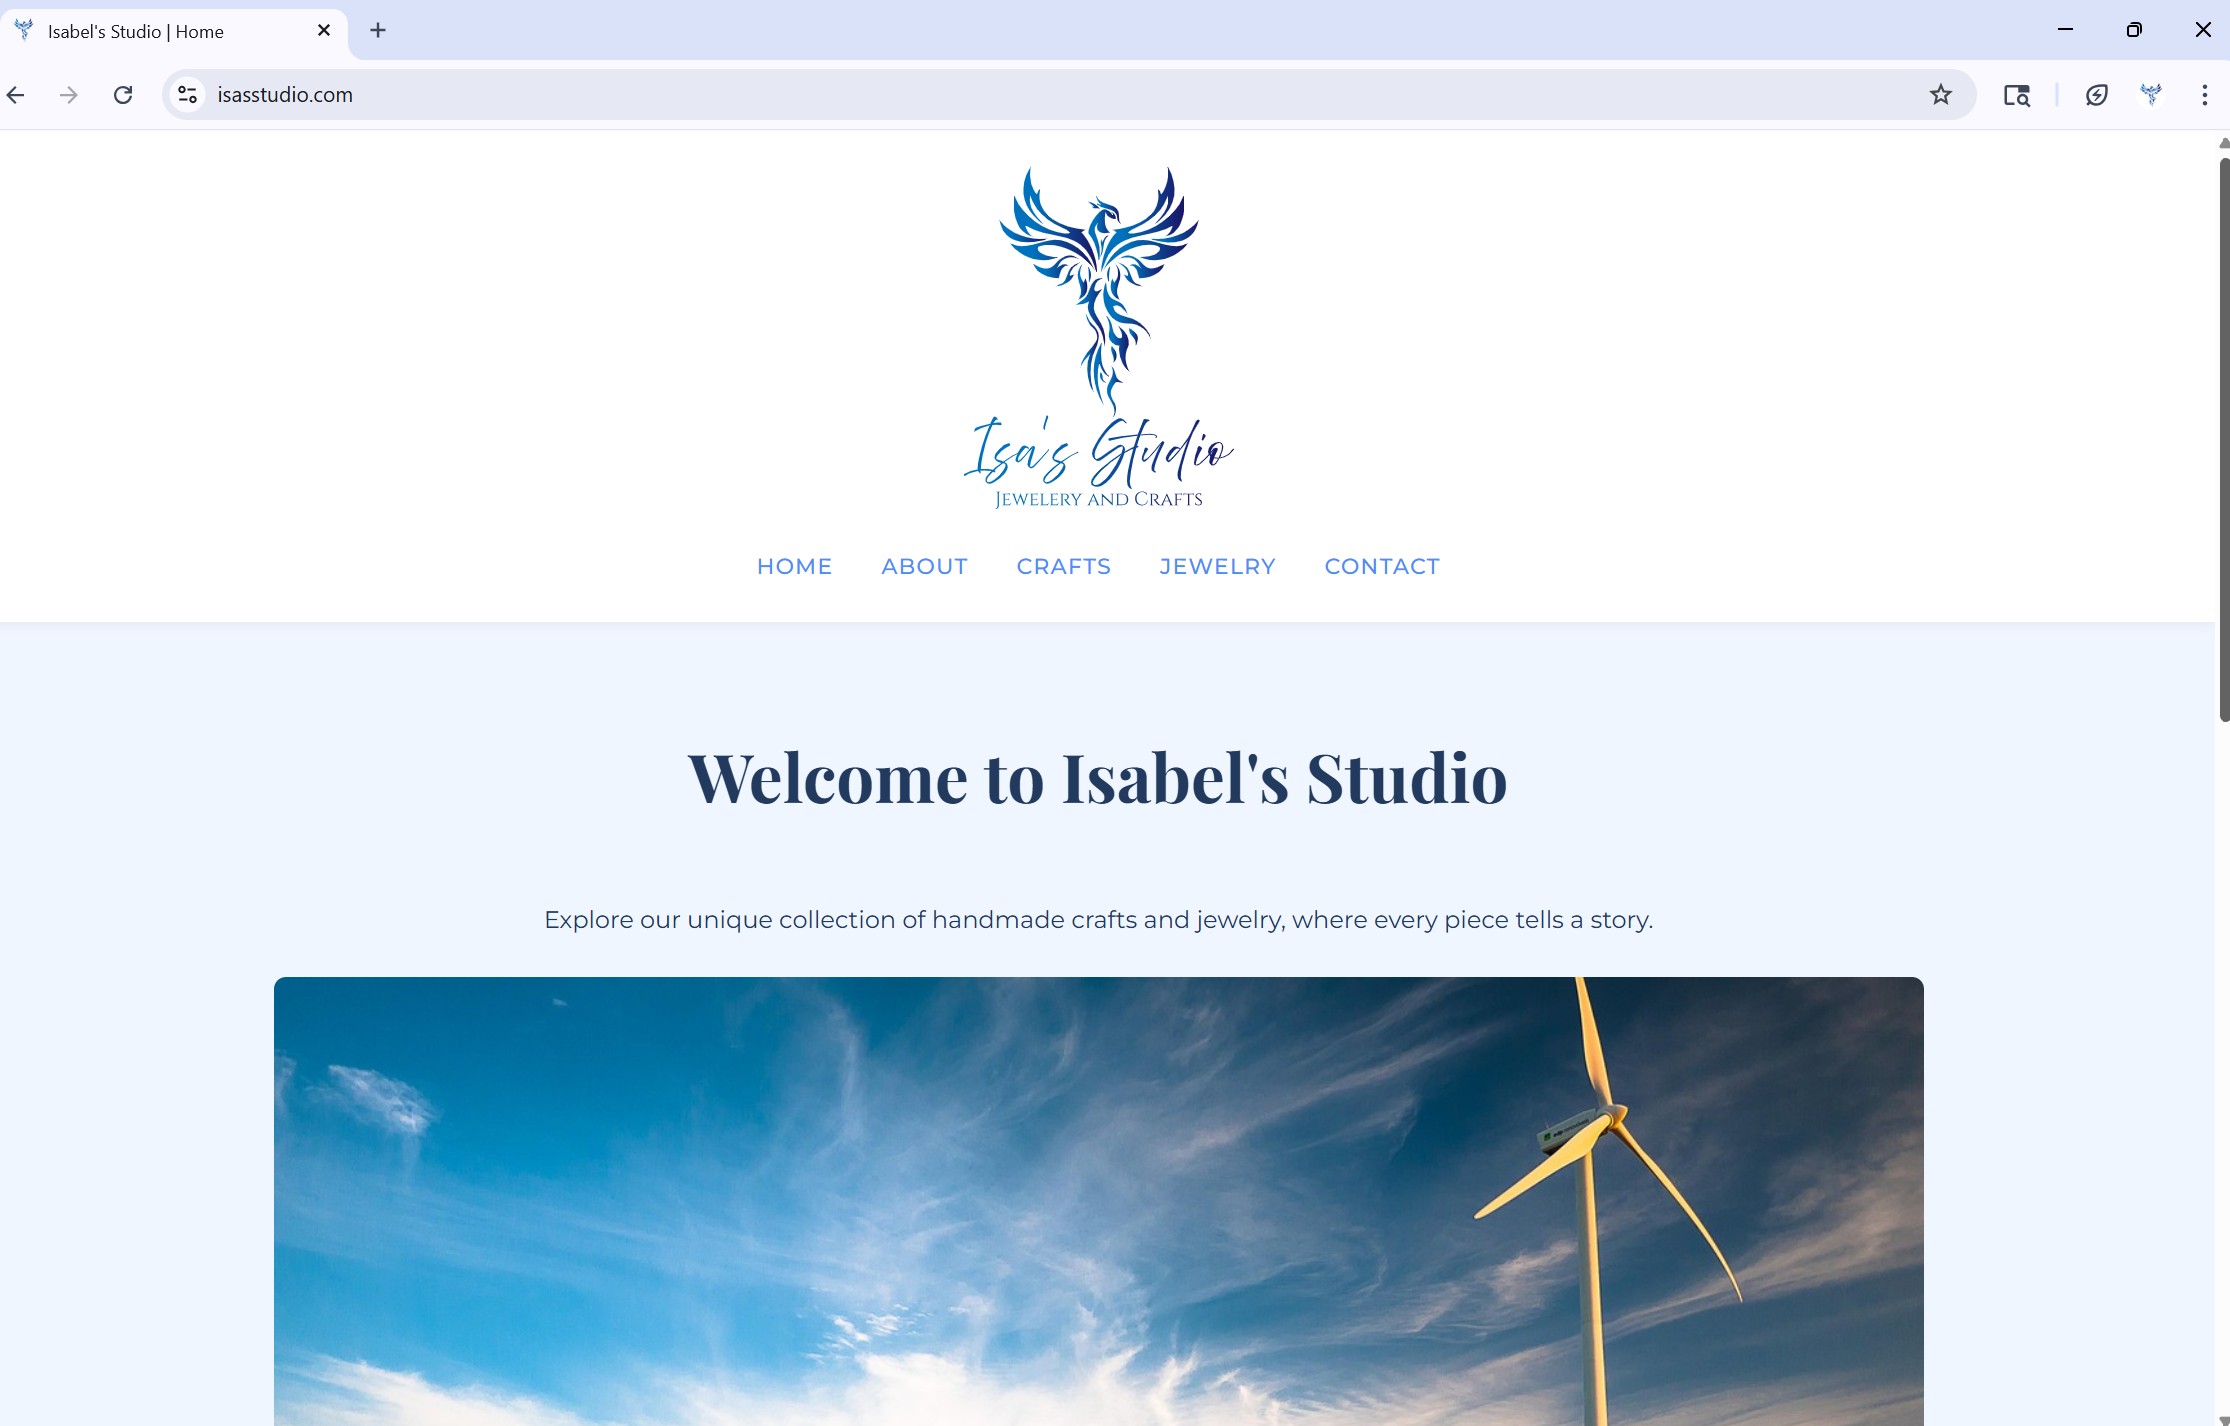 Isabel's Studio | Home
isasstudio.com
Isa's Studio
Jewelery and Crafts
HOME ABOUT CRAFTS JEWELRY CONTACT
Welcome to Isabel's Studio
Explore our unique collection of handmade crafts and jewelry, where every piece tells a story.